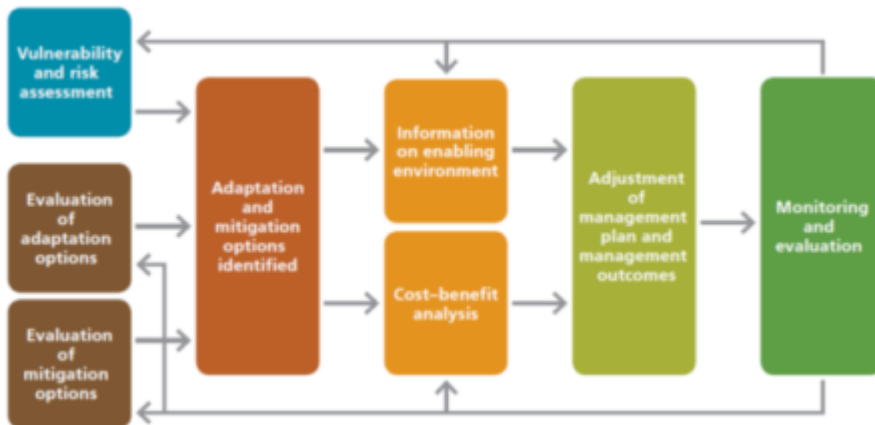 Vulnerability
and risk
assessment
Evaluation
of
adaptation
options
Evaluation
of
mitigation
options
Adaptation
and
mitigation
options
identified
Information
on enabling
environment
Cost–benefit
analysis
Adjustment
of
management
plan and
management
outcomes
Monitoring
and
evaluation